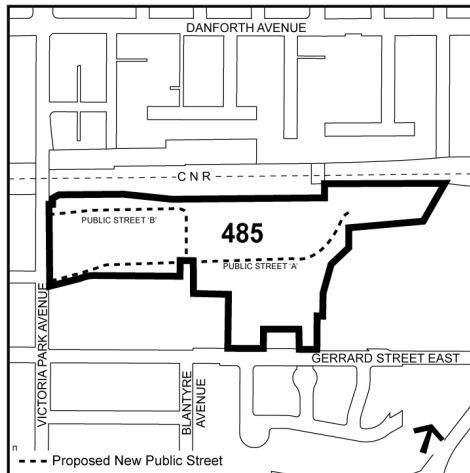 DANFORTH AVENUE
C N R
PUBLIC STREET 'B'
485
PUBLIC STREET 'A'
VICTORIA PARK AVENUE
GERRARD STREET EAST
BLANTYRE
AVENUE
n
Proposed New Public Street